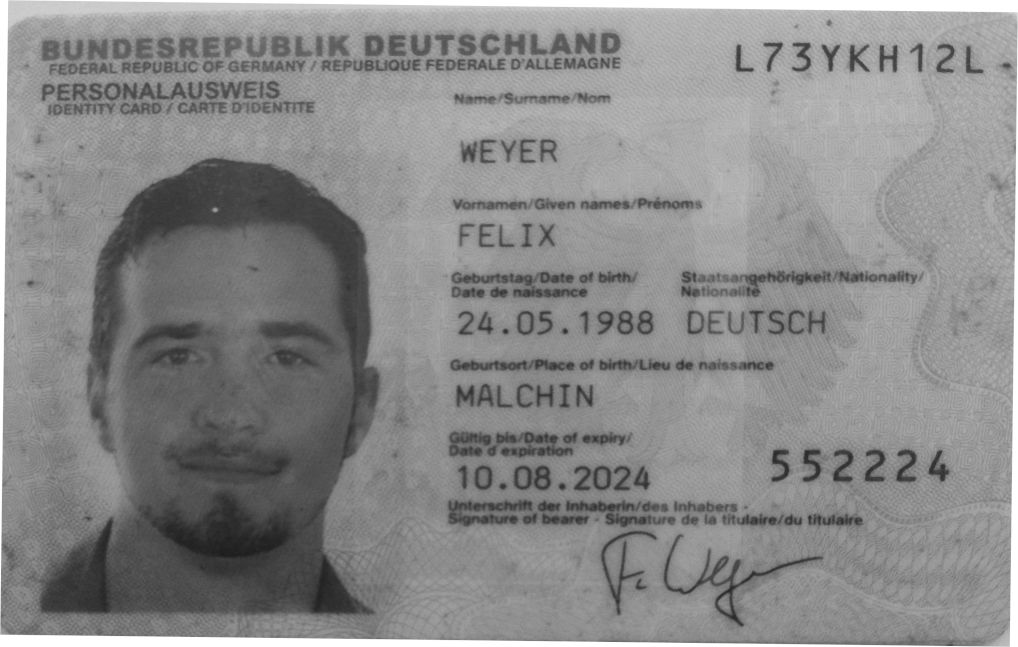 BUNDESREPUBLIK DEUTSCHLAND
FEDERAL REPUBLIC OF GERMANY / REPUBLIQUE FEDERALE D'ALLEMAGNE
PERSONALAUSWEIS
IDENTITY CARD / CARTE D'IDENTITE
L73YKH12L
Name/Surname/Nom
WEYER
Vornamen/Given names/Prénoms
FELIX
Geburtstag/Date of birth/
Date de naissance
24.05.1988
Staatsangehörigkeit/Nationality/
Nationalité
DEUTSCH
Geburtsort/Place of birth/Lieu de naissance
MALCHIN
Gültig bis/Date of expiry/
Date d'expiration
10.08.2024
552224
Unterschrift der Inhaberin/des Inhabers -
Signature of bearer - Signature de la titulaire/du titulaire
F. Weyer